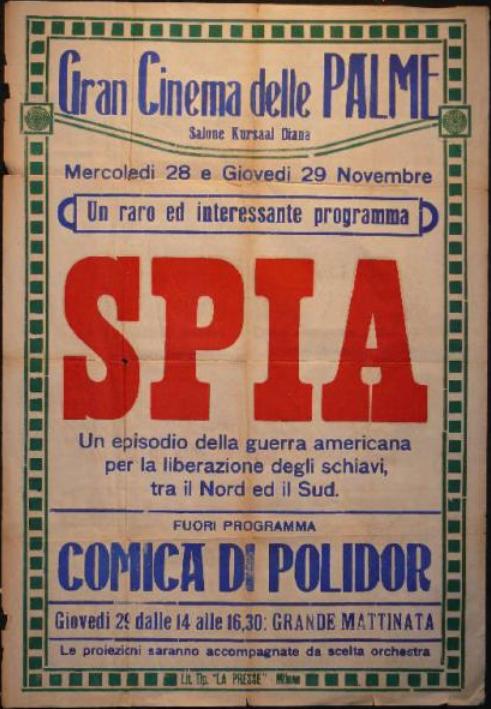 Gran Cinema delle PALME
Salone Kursaal Diana
Mercoledi 28 e Giovedi 29 Novembre
Un raro ed interessante programma
SPIA
Un episodio della guerra americana
per la liberazione degli schiavi,
tra il Nord ed il Sud.
FUORI PROGRAMMA
COMICA DI POLIDOR
Giovedi 29 dalle 14 alle 16,30: GRANDE MATTINATA
Le proiezioni saranno accompagnate da scelta orchestra
Lit. Tip. "LA PRESSE" - Milano